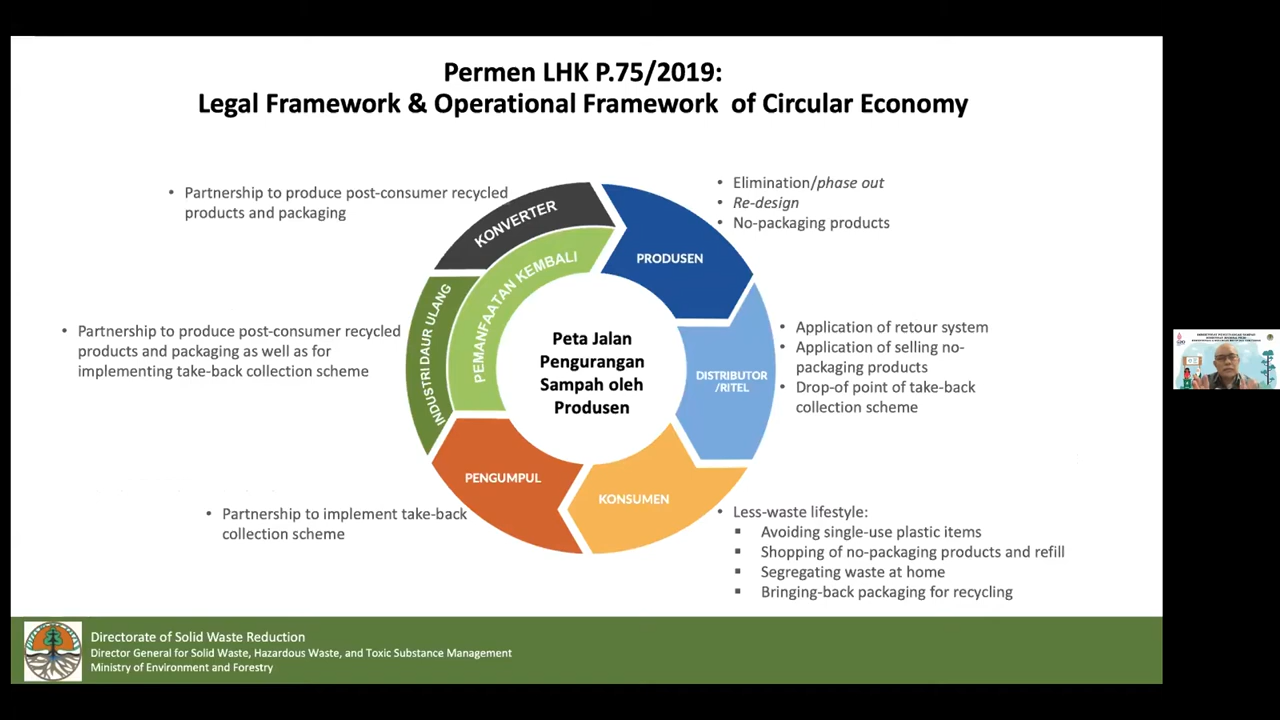 Permen LHK P.75/2019:
Legal Framework & Operational Framework of Circular Economy
• Partnership to produce post-consumer recycled
products and packaging
• Elimination/phase out
• Re-design
• No-packaging products
KONVERTER
PEMANFAATAN KEMBALI
INDUSTRI DAUR ULANG
PRODUSEN
DISTRIBUTOR
/RITEL
KONSUMEN
PENGUMPUL
Peta Jalan
Pengurangan
Sampah oleh
Produsen
• Partnership to produce post-consumer recycled
products and packaging as well as for
implementing take-back collection scheme
• Application of retour system
• Application of selling no-
packaging products
• Drop-of point of take-back
collection scheme
• Partnership to implement take-back
collection scheme
• Less-waste lifestyle:
▪ Avoiding single-use plastic items
▪ Shopping of no-packaging products and refill
▪ Segregating waste at home
▪ Bringing-back packaging for recycling
Directorate of Solid Waste Reduction
Director General for Solid Waste, Hazardous Waste, and Toxic Substance Management
Ministry of Environment and Forestry